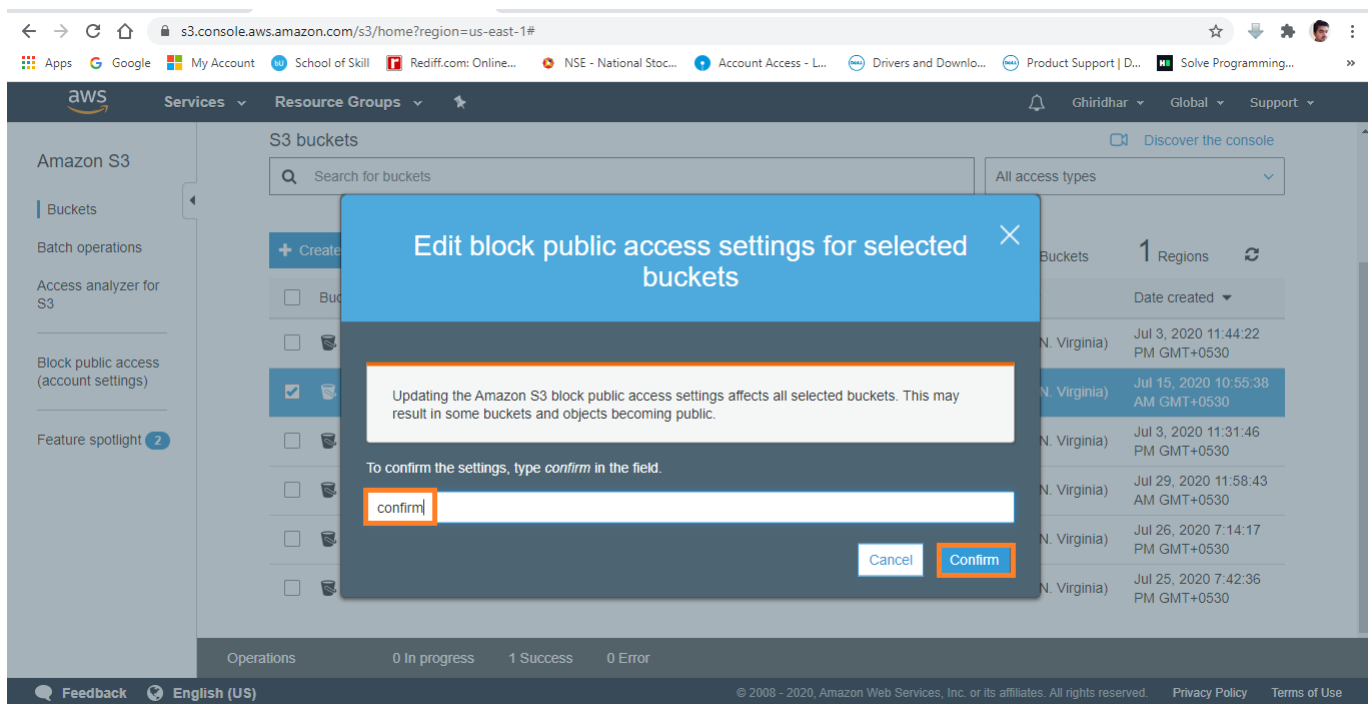 s3.console.aws.amazon.com/s3/home?region=us-east-1#
Apps Google My Account School of Skill Rediff.com: Online... NSE - National Stoc... Account Access - L... Drivers and Downlo... Product Support | D... Solve Programming... »
aws Services Resource Groups Ghiridhar Global Support
Amazon S3
Buckets
Batch operations
Access analyzer for
S3
Block public access
(account settings)
Feature spotlight 2
S3 buckets Discover the console
Search for buckets All access types
+ Create Buckets 1 Regions
Buc Date created
N. Virginia) Jul 3, 2020 11:44:22
PM GMT+0530
N. Virginia) Jul 15, 2020 10:55:38
AM GMT+0530
N. Virginia) Jul 3, 2020 11:31:46
PM GMT+0530
N. Virginia) Jul 29, 2020 11:58:43
AM GMT+0530
N. Virginia) Jul 26, 2020 7:14:17
PM GMT+0530
N. Virginia) Jul 25, 2020 7:42:36
PM GMT+0530
Edit block public access settings for selected
buckets
Updating the Amazon S3 block public access settings affects all selected buckets. This may
result in some buckets and objects becoming public.
To confirm the settings, type confirm in the field.
confirm
Cancel Confirm
Operations 0 In progress 1 Success 0 Error
Feedback English (US) © 2008 - 2020, Amazon Web Services, Inc. or its affiliates. All rights reserved. Privacy Policy Terms of Use